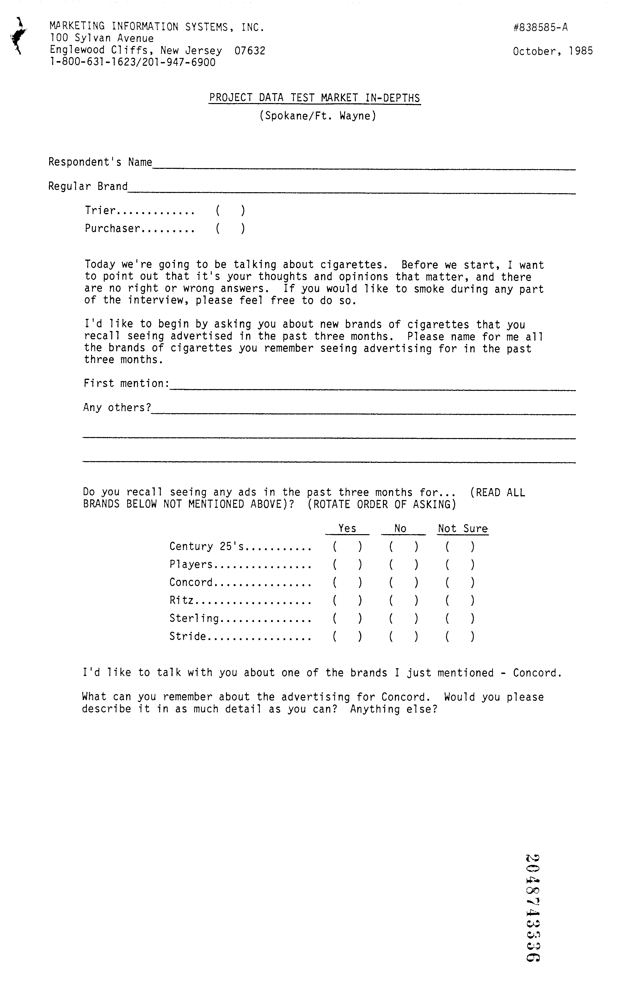 MARKETING INFORMATION SYSTEMS, INC.
100 Sylvan Avenue
Englewood Cliffs, New Jersey 07632
1-800-631-1623/201-947-6900
#838585-A
October, 1985
PROJECT DATA TEST MARKET IN-DEPTHS
(Spokane/Ft. Wayne)
Respondent's Name
Regular Brand
Trier............. ( )
Purchaser......... ( )
Today we're going to be talking about cigarettes. Before we start, I want
to point out that it's your thoughts and opinions that matter, and there
are no right or wrong answers. If you would like to smoke during any part
of the interview, please feel free to do so.
I'd like to begin by asking you about new brands of cigarettes that you
recall seeing advertised in the past three months. Please name for me all
the brands of cigarettes you remember seeing advertising for in the past
three months.
First mention:
Any others?
Do you recall seeing any ads in the past three months for... (READ ALL
BRANDS BELOW NOT MENTIONED ABOVE)? (ROTATE ORDER OF ASKING)
Yes No Not Sure
Century 25's........... ( ) ( ) ( )
Players................ ( ) ( ) ( )
Concord................ ( ) ( ) ( )
Ritz................... ( ) ( ) ( )
Sterling............... ( ) ( ) ( )
Stride................. ( ) ( ) ( )
I'd like to talk with you about one of the brands I just mentioned - Concord.
What can you remember about the advertising for Concord. Would you please
describe it in as much detail as you can? Anything else?
2048743336